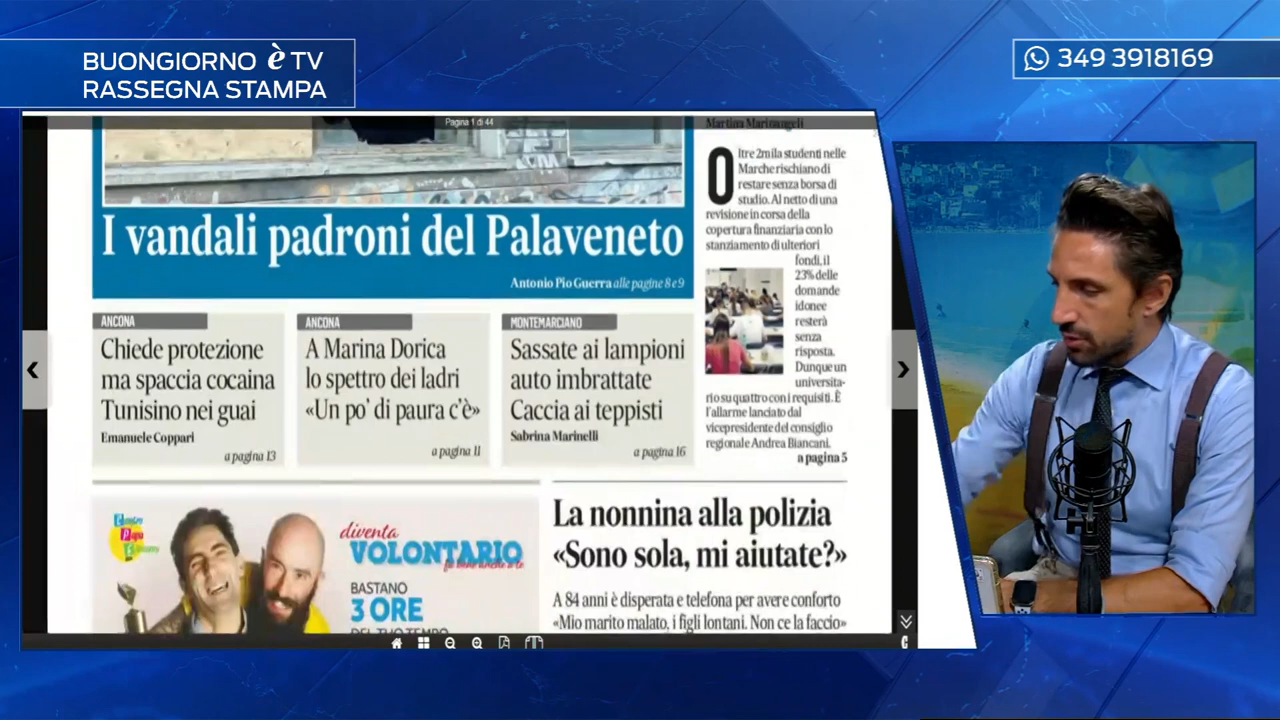 BUONGIORNO è TV
RASSEGNA STAMPA
349 3918169
Pagina 1 di 44
I vandali padroni del Palaveneto
Antonio Pio Guerra alle pagine 8 e 9
ANCONA
Chiede protezione
ma spaccia cocaina
Tunisino nei guai
Emanuele Coppari
a pagina 13
ANCONA
A Marina Dorica
lo spettro dei ladri
«Un po’ di paura c’è»
a pagina 11
MONTEMARCIANO
Sassate ai lampioni
auto imbrattate
Caccia ai teppisti
Sabrina Marinelli
a pagina 16
Martina Marinangeli
Oltre 2mila studenti nelle
Marche rischiano di
restare senza borsa di
studio. Al netto di una
revisione in corsa della
copertura finanziaria con lo
stanziamento di ulteriori
fondi, il
23% delle
domande
idonee
resterà
senza
risposta.
Dunque un
universita-
rio su quattro con i requisiti. È
l’allarme lanciato dal
vicepresidente del consiglio
regionale Andrea Biancani.
a pagina 5
diventa
VOLONTARIO
fa bene anche a te
BASTANO
3 ORE
DEL TUO TEMPO
La nonnina alla polizia
«Sono sola, mi aiutate?»
A 84 anni è disperata e telefona per avere conforto
«Mio marito malato, i figli lontani. Non ce la faccio»